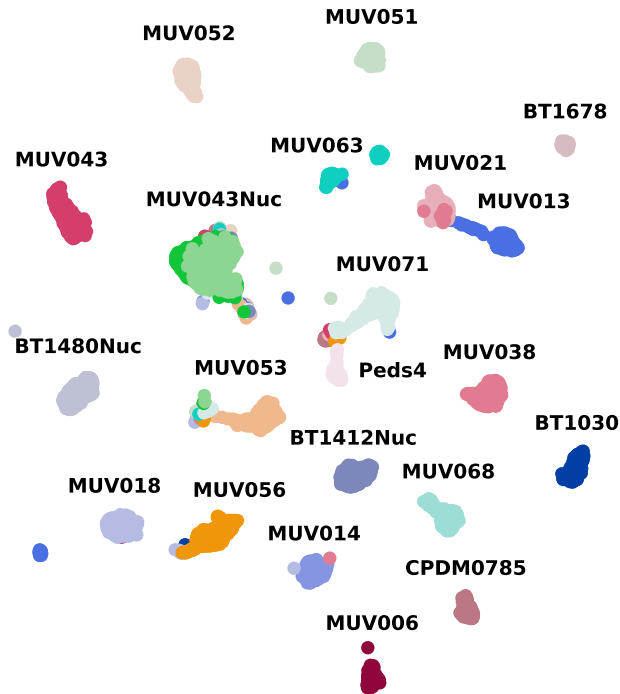 MUV051
MUV052
BT1678
MUV063
MUV043
MUV021
MUV013
MUV043Nuc
MUV071
BT1480Nuc
MUV038
MUV053
Peds4
BT1030
BT1412Nuc
MUV068
MUV018
MUV056
MUV014
CPDM0785
MUV006